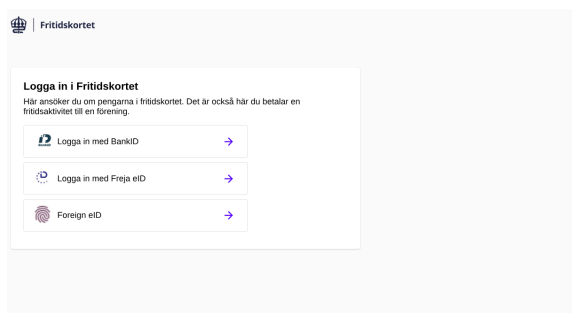 Fritidskortet
Logga in i Fritidskortet
Här ansöker du om pengarna i fritidskortet. Det är också här du betalar en
fritidsaktivitet till en förening.
Logga in med BankID
Logga in med Freja eID
Foreign eID